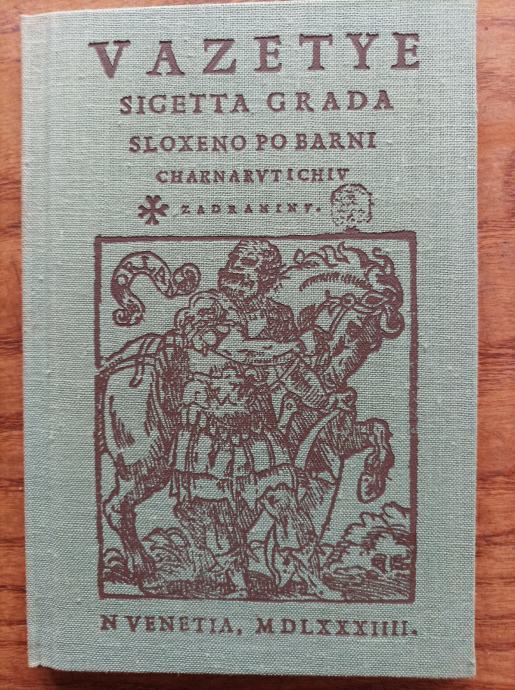 VAZETYE
SIGETTA GRADA
SLOXENO PO BARNI
CHARNARVTICHIV
ZADRANINV.
N VENETIA, MDLXXXIIII.